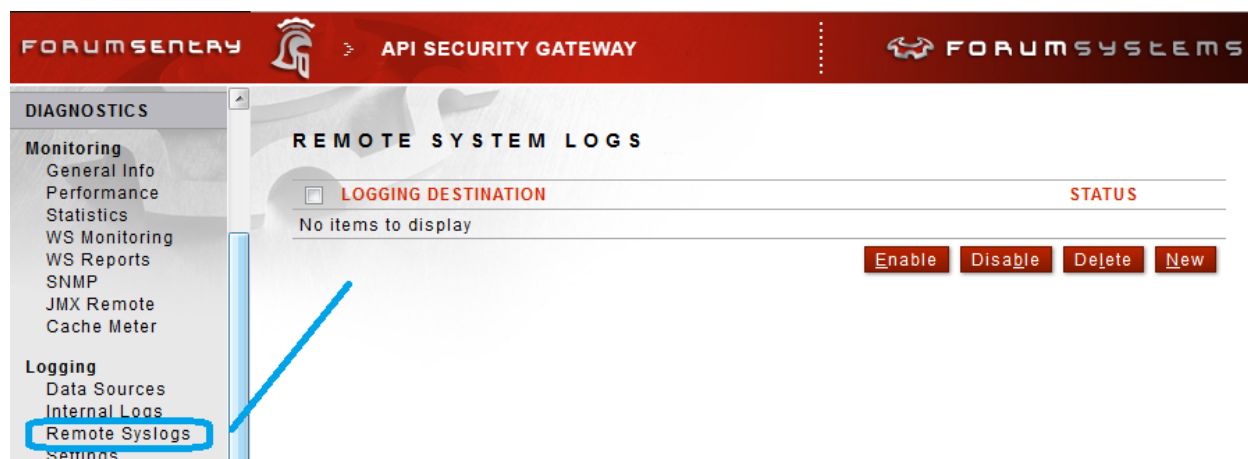 FORUMSENTRY
> API SECURITY GATEWAY
FORUMSYSTEMS
DIAGNOSTICS
Monitoring
General Info
Performance
Statistics
WS Monitoring
WS Reports
SNMP
JMX Remote
Cache Meter
Logging
Data Sources
Internal Logs
Remote Syslogs
Settings
REMOTE SYSTEM LOGS
LOGGING DESTINATION STATUS
No items to display
Enable Disable Delete New